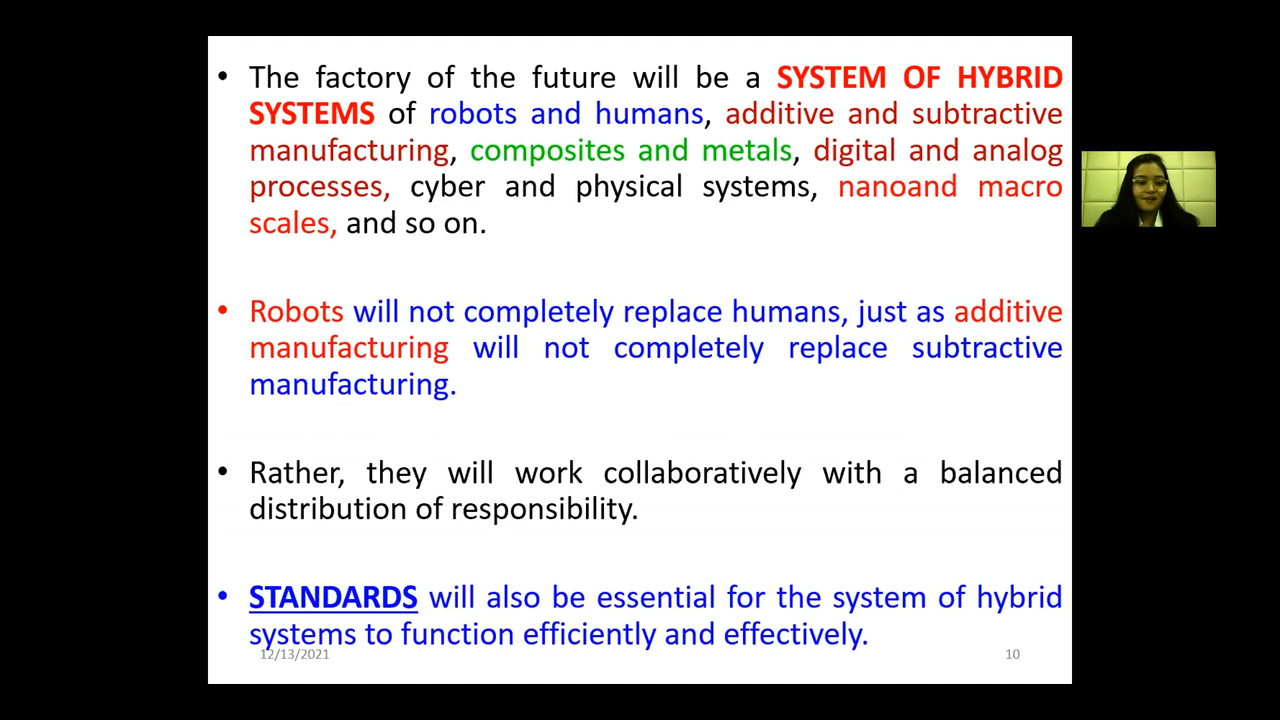 • The factory of the future will be a SYSTEM OF HYBRID
SYSTEMS of robots and humans, additive and subtractive
manufacturing, composites and metals, digital and analog
processes, cyber and physical systems, nanoand macro
scales, and so on.
• Robots will not completely replace humans, just as additive
manufacturing will not completely replace subtractive
manufacturing.
• Rather, they will work collaboratively with a balanced
distribution of responsibility.
• STANDARDS will also be essential for the system of hybrid
systems to function efficiently and effectively.
12/13/2021
10